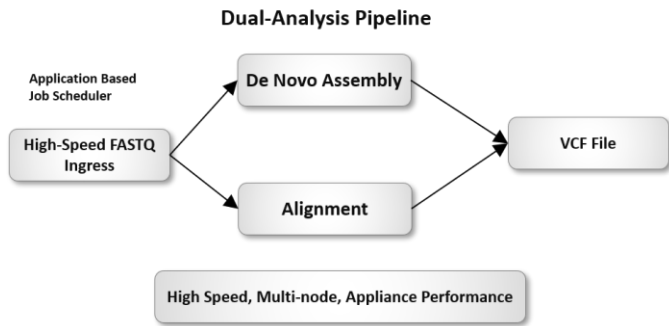 Dual-Analysis Pipeline
Application Based
Job Scheduler
High-Speed FASTQ
Ingress
De Novo Assembly
Alignment
VCF File
High Speed, Multi-node, Appliance Performance